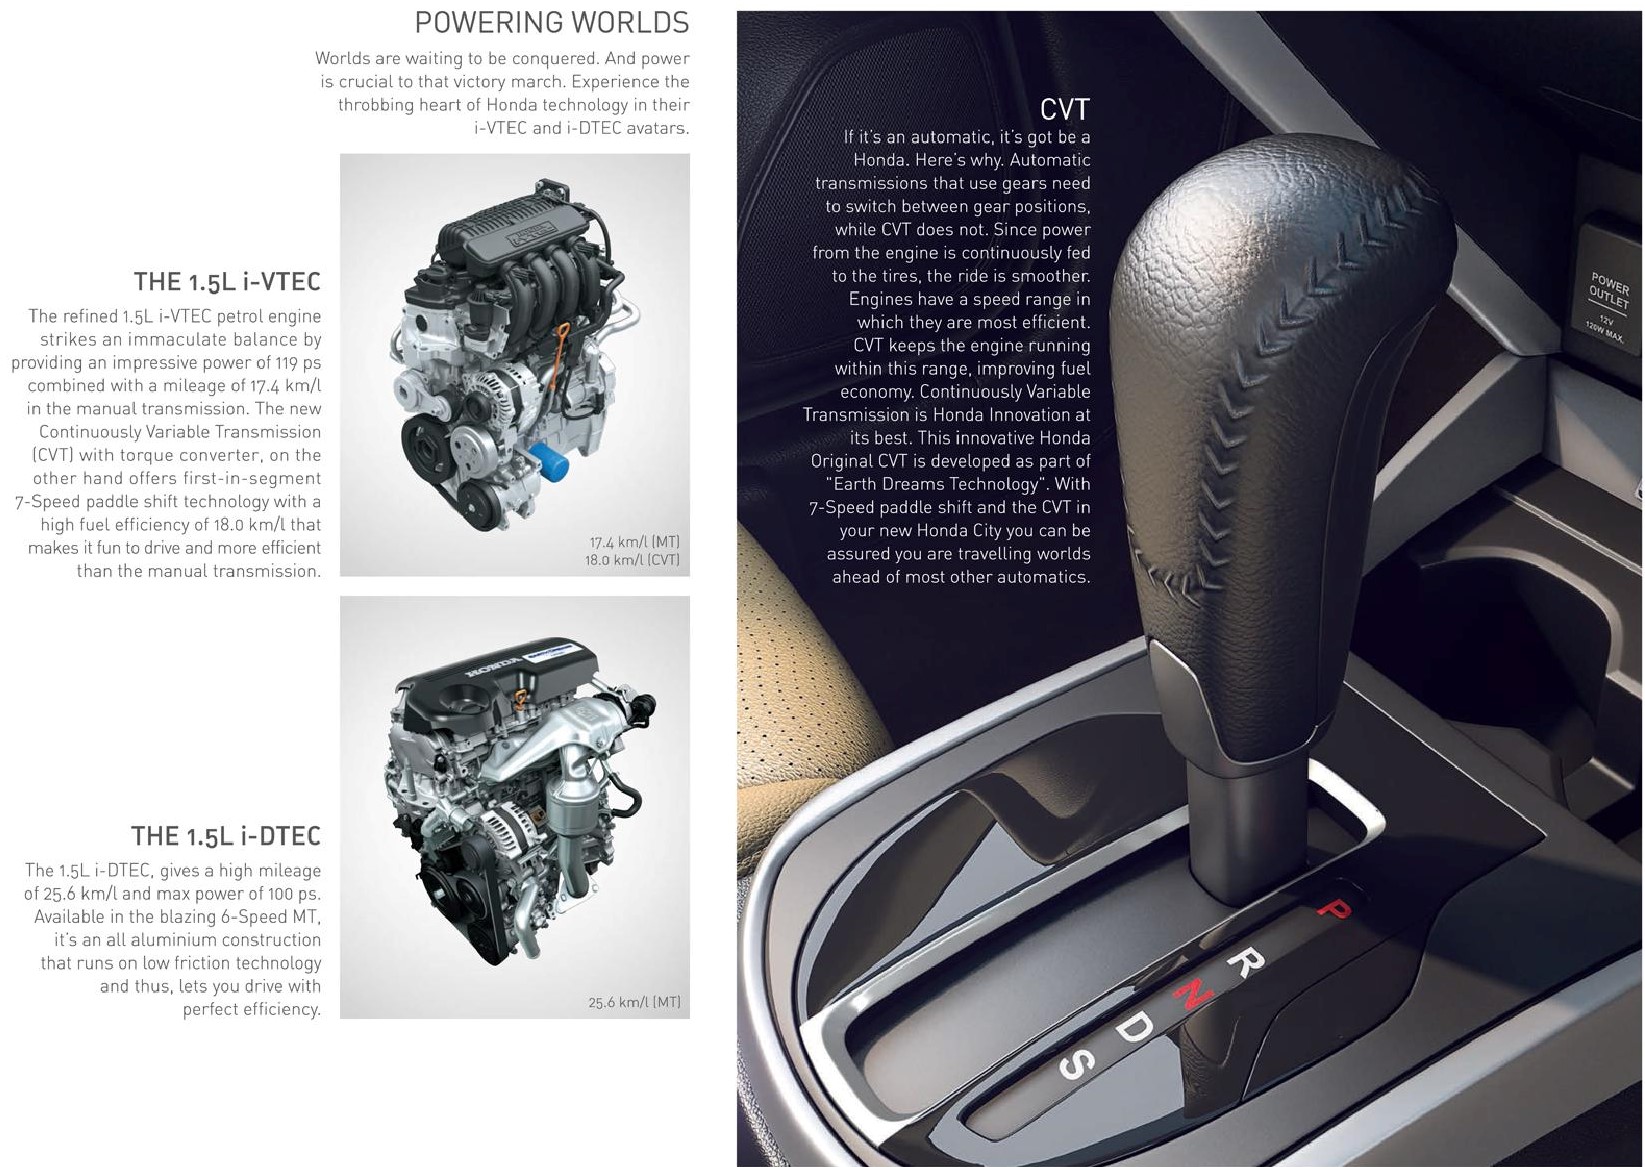 POWERING WORLDS
Worlds are waiting to be conquered. And power
is crucial to that victory march. Experience the
throbbing heart of Honda technology in their
i-VTEC and i-DTEC avatars.
THE 1.5L i-VTEC
The refined 1.5L i-VTEC petrol engine
strikes an immaculate balance by
providing an impressive power of 119 ps
combined with a mileage of 17.4 km/l
in the manual transmission. The new
Continuously Variable Transmission
(CVT) with torque converter, on the
other hand offers first-in-segment
7-Speed paddle shift technology with a
high fuel efficiency of 18.0 km/l that
makes it fun to drive and more efficient
than the manual transmission.
17.4 km/l (MT)
18.0 km/l (CVT)
THE 1.5L i-DTEC
The 1.5L i-DTEC, gives a high mileage
of 25.6 km/l and max power of 100 ps.
Available in the blazing 6-Speed MT,
it's an all aluminium construction
that runs on low friction technology
and thus, lets you drive with
perfect efficiency.
HONDA
25.6 km/l (MT)
CVT
If it's an automatic, it's got be a
Honda. Here's why. Automatic
transmissions that use gears need
to switch between gear positions,
while CVT does not. Since power
from the engine is continuously fed
to the tires, the ride is smoother.
Engines have a speed range in
which they are most efficient.
CVT keeps the engine running
within this range, improving fuel
economy. Continuously Variable
Transmission is Honda Innovation at
its best. This innovative Honda
Original CVT is developed as part of
"Earth Dreams Technology". With
7-Speed paddle shift and the CVT in
your new Honda City you can be
assured you are travelling worlds
ahead of most other automatics.
POWER
OUTLET
12V
120W MAX.
P
R
N
D
S